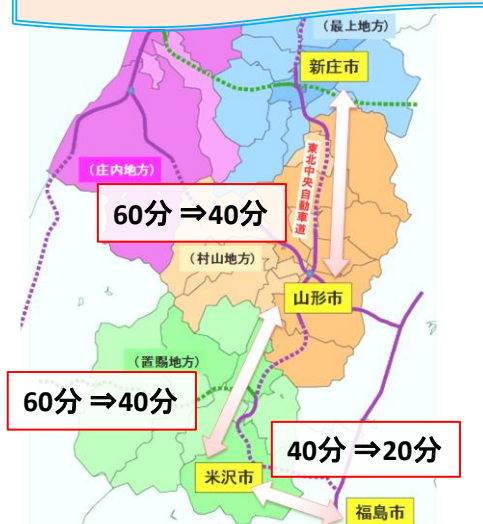 （最上地方）
新庄市
東北中央自動車道
（庄内地方）
60分 ⇒40分
（村山地方）
山形市
（置賜地方）
60分 ⇒40分
40分 ⇒20分
米沢市
福島市